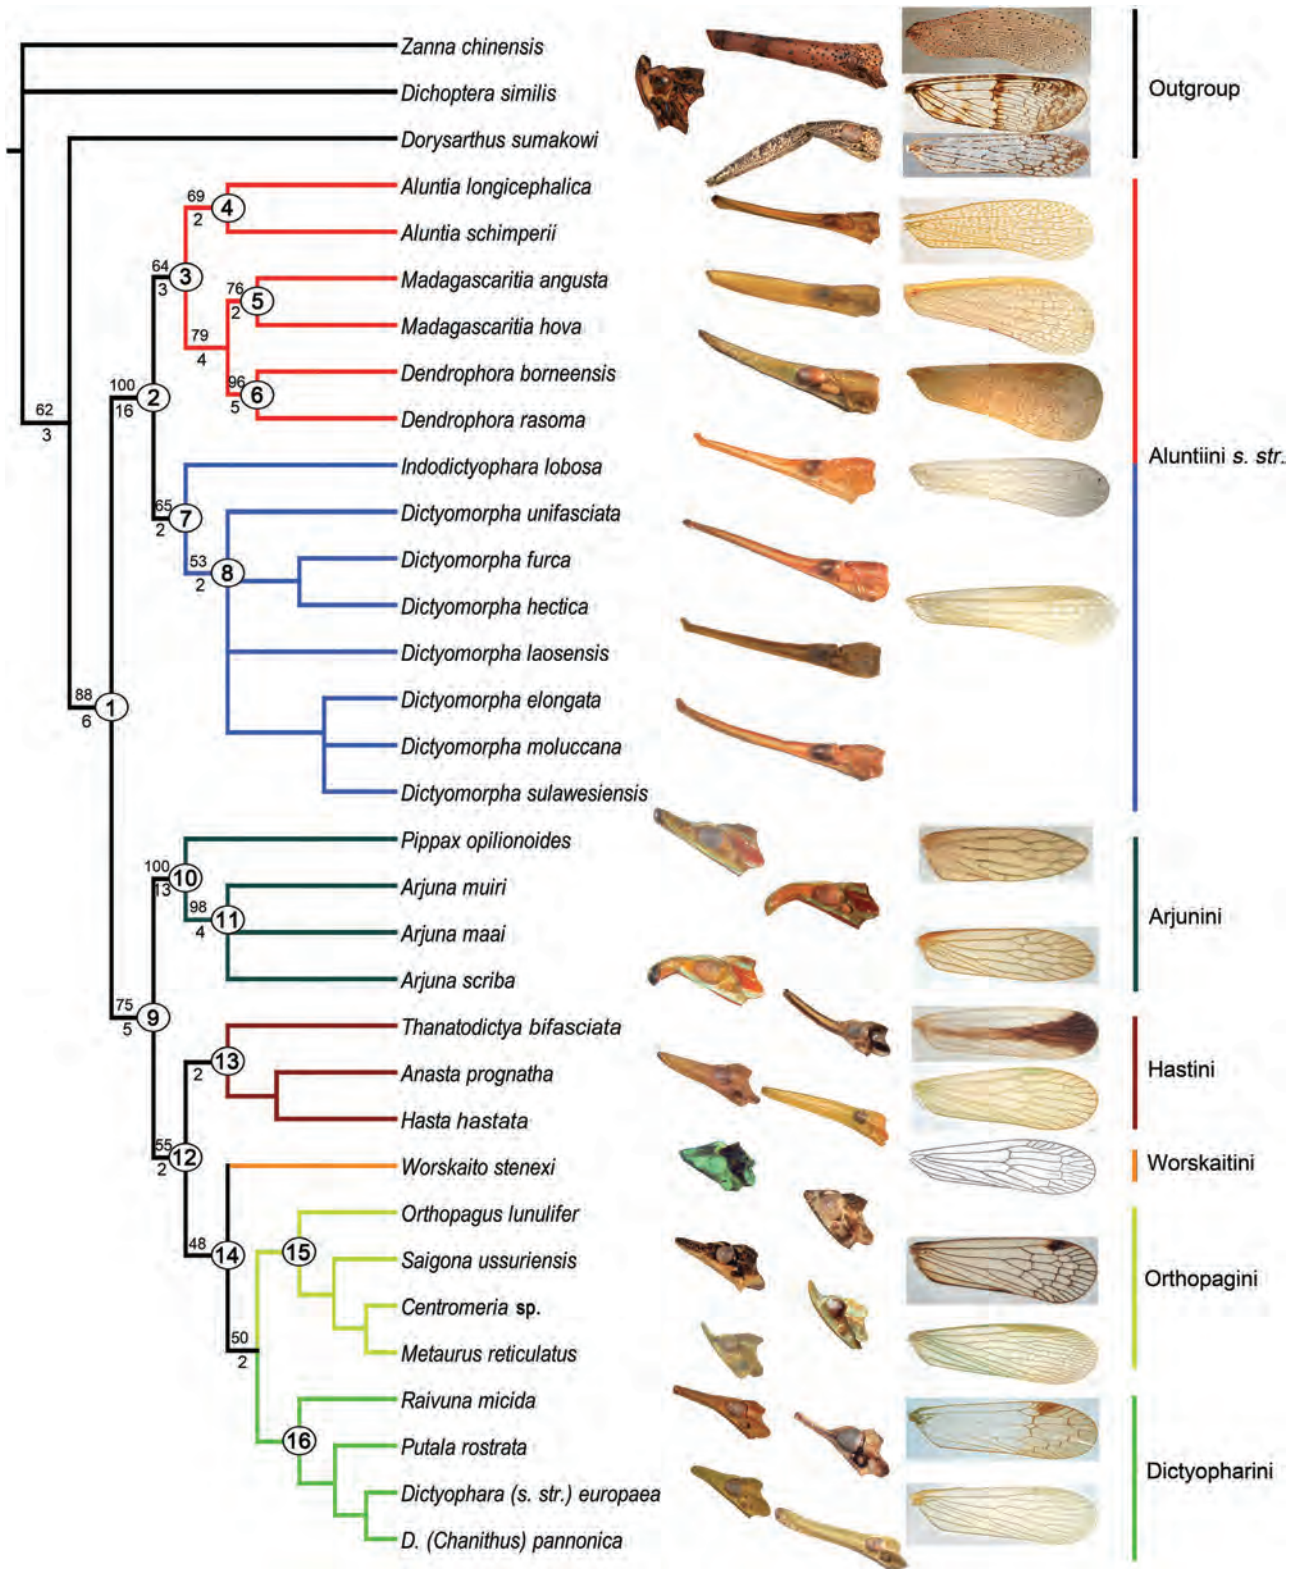 Zanna chinensis
Dichoptera similis
Outgroup
Dorysarthus sumakowi
69
Aluntia longicephalica
4
2
Aluntia schimperii
64
3
3
Madagascaritia angusta
76
5
2
Madagascaritia hova
79
4
Dendrophora borneensis
100
96
2
6
16
5
Dendrophora rasoma
62
3
Aluntiini s. str.
Indodictyophara lobosa
65
7
2
Dictyomorpha unifasciata
53
8
2
Dictyomorpha furca
Dictyomorpha hectica
Dictyomorpha laosensis
88
1
6
Dictyomorpha elongata
Dictyomorpha moluccana
Dictyomorpha sulawesiensis
Pippax opilionoides
100
10
13
Arjuna muiri
Arjunini
98
11
4
Arjuna maai
Arjuna scriba
75
9
5
Thanatodictya bifasciata
13
2
Anasta prognatha
Hastini
Hasta hastata
55
12
2
Worskaito stenexi
Worskaitini
Orthopagus lunulifer
48
14
15
Saigona ussuriensis
Orthopagini
Centromeria sp.
50
2
Metaurus reticulatus
Raivuna micida
16
Putala rostrata
Dictyopharini
Dictyophara (s. str.) europaea
D. (Chanithus) pannonica